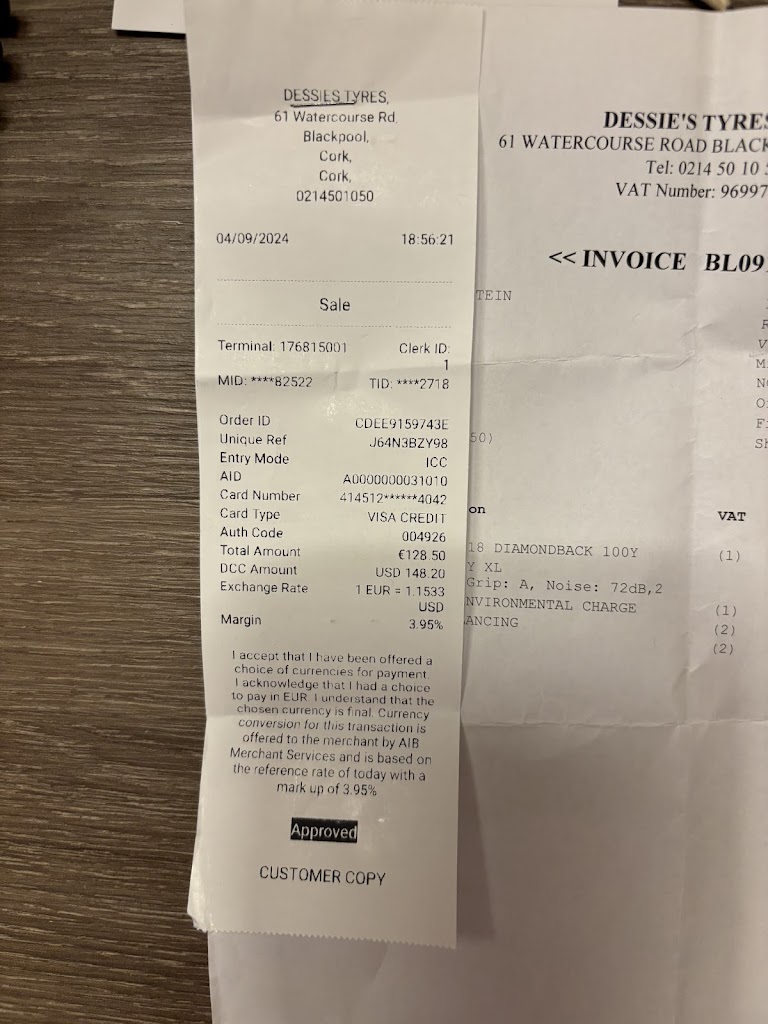 DESSIES TYRES,
61 Watercourse Rd,
Blackpool,
Cork,
Cork,
0214501050
04/09/2024 18:56:21
Sale
Terminal: 176815001 Clerk ID:
1
MID: ****82522 TID: ****2718
Order ID CDEE9159743E
Unique Ref J64N3BZY98
Entry Mode ICC
AID A0000000031010
Card Number 414512******4042
Card Type VISA CREDIT
Auth Code 004926
Total Amount €128.50
DCC Amount USD 148.20
Exchange Rate 1 EUR = 1.1533
USD
Margin 3.95%
I accept that I have been offered a
choice of currencies for payment.
I acknowledge that I had a choice
to pay in EUR. I understand that the
chosen currency is final. Currency
conversion for this transaction is
offered to the merchant by AIB
Merchant Services and is based on
the reference rate of today with a
mark up of 3.95%
Approved
CUSTOMER COPY
DESSIE'S TYRES
61 WATERCOURSE ROAD BLACK
Tel: 0214 50 10 5
VAT Number: 96997
<< INVOICE BL09
TEIN
R
V
M
N
O
F
S
50)
on VAT
18 DIAMONDBACK 100Y (1)
Y XL
Grip: A, Noise: 72dB,2
NVIRONMENTAL CHARGE (1)
ANCING (2)
(2)